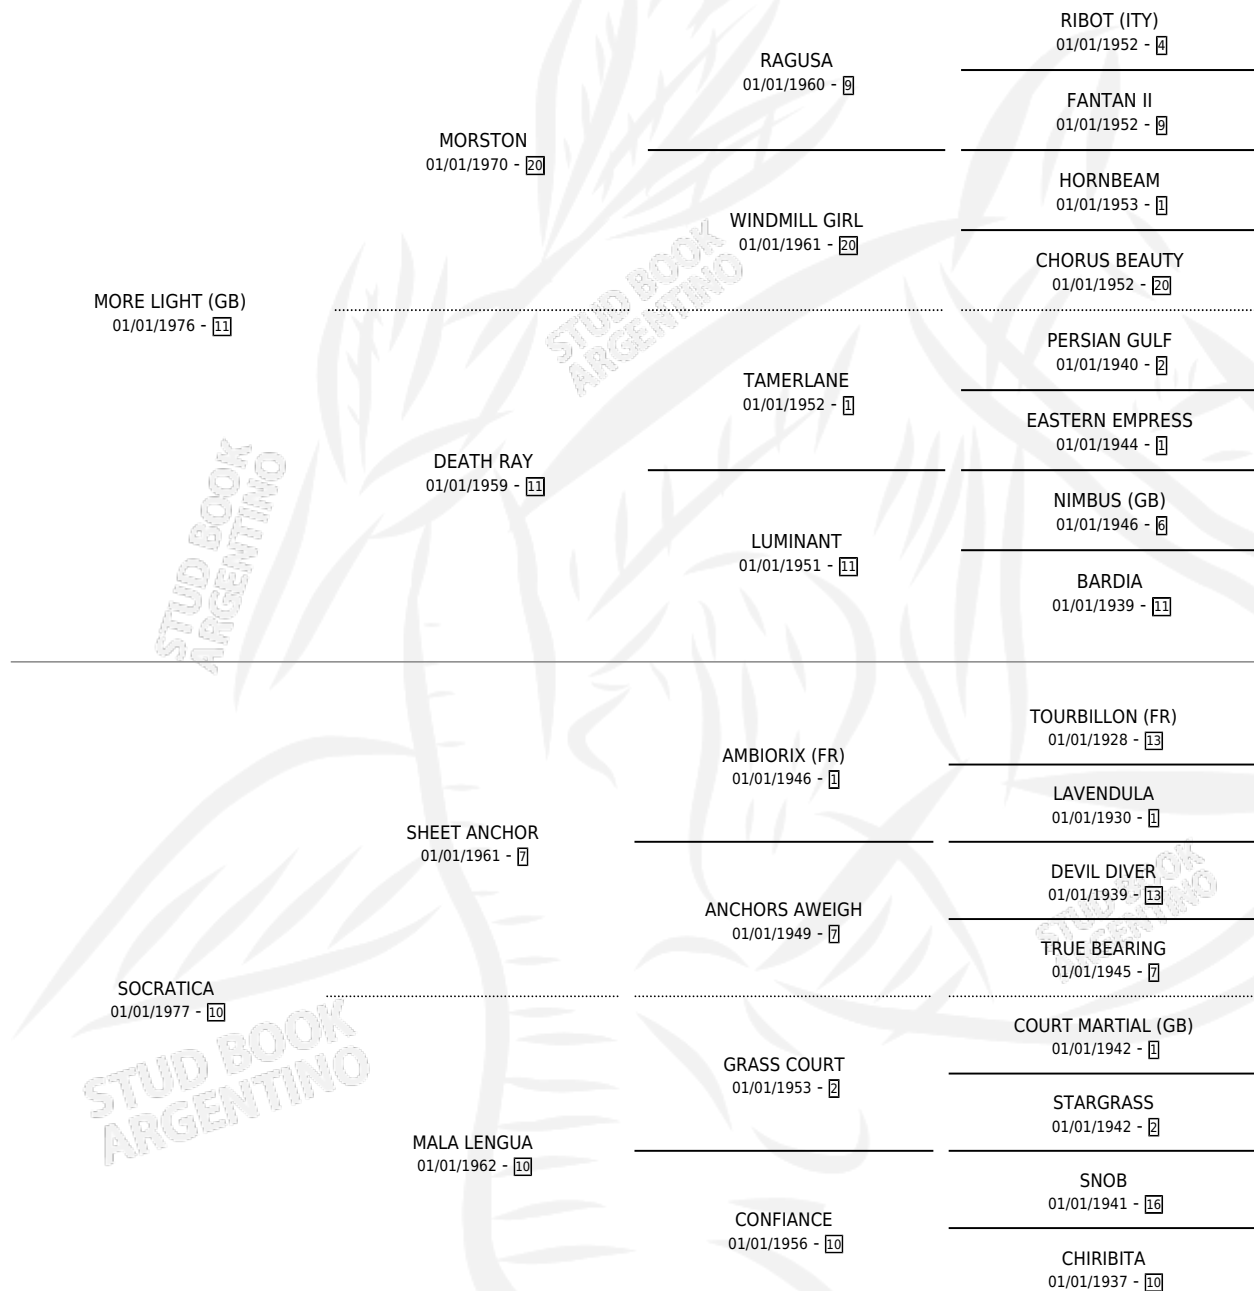 RIBOT (ITY)
01/01/1952 - 4
RAGUSA
01/01/1960 - 9
FANTAN II
01/01/1952 - 9
MORSTON
01/01/1970 - 20
HORNBEAM
01/01/1953 - 1
WINDMILL GIRL
01/01/1961 - 20
CHORUS BEAUTY
01/01/1952 - 20
MORE LIGHT (GB)
01/01/1976 - 11
PERSIAN GULF
01/01/1940 - 2
TAMERLANE
01/01/1952 - 1
EASTERN EMPRESS
01/01/1944 - 1
DEATH RAY
01/01/1959 - 11
NIMBUS (GB)
01/01/1946 - 6
LUMINANT
01/01/1951 - 11
BARDIA
01/01/1939 - 11
TOURBILLON (FR)
01/01/1928 - 13
AMBIORIX (FR)
01/01/1946 - 1
LAVENDULA
01/01/1930 - 1
SHEET ANCHOR
01/01/1961 - 7
DEVIL DIVER
01/01/1939 - 13
ANCHORS AWEIGH
01/01/1949 - 7
TRUE BEARING
01/01/1945 - 7
SOCRATICA
01/01/1977 - 10
COURT MARTIAL (GB)
01/01/1942 - 1
GRASS COURT
01/01/1953 - 2
STARGRASS
01/01/1942 - 2
MALA LENGUA
01/01/1962 - 10
SNOB
01/01/1941 - 16
CONFIANCE
01/01/1956 - 10
CHIRIBITA
01/01/1937 - 10
STUD BOOK
ARGENTINO
STUD BOOK
ARGENTINO
STUD BOOK
ARGENTINO
STUD BOOK
ARGENTINO